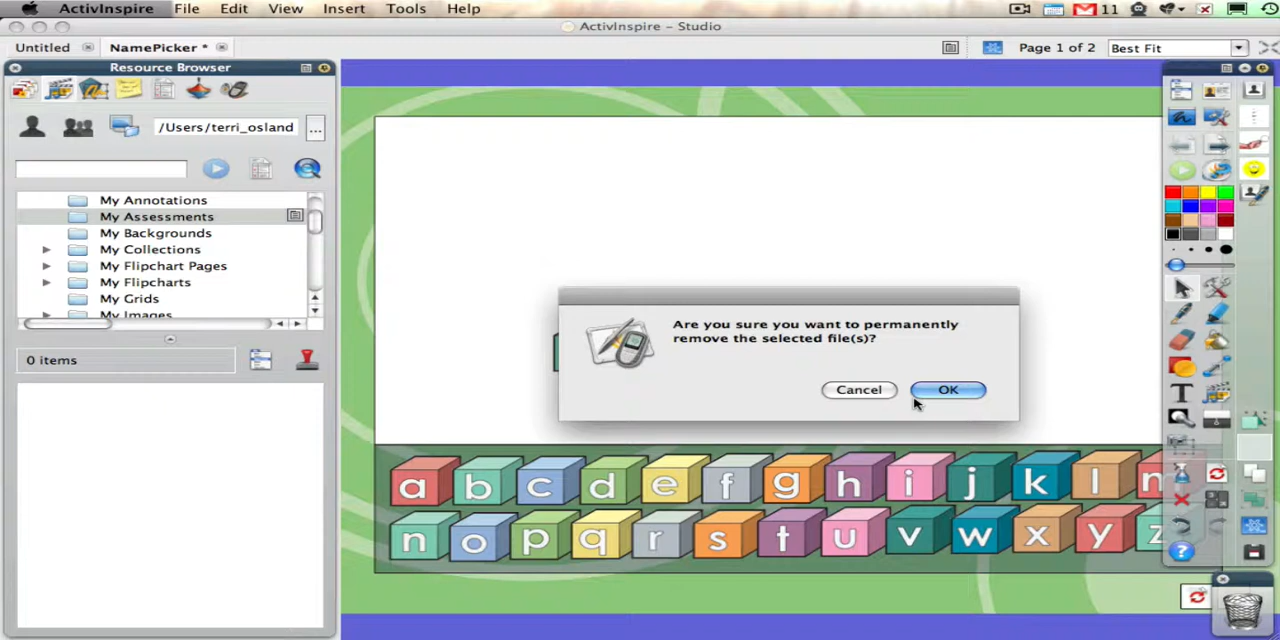 ActivInspire File Edit View Insert Tools Help 11
ActivInspire - Studio
Untitled NamePicker * Page 1 of 2 Best Fit
Resource Browser
/Users/terri_osland ...
My Annotations
My Assessments
My Backgrounds
My Collections
My Flipchart Pages
My Flipcharts
My Grids
My Images
0 items
Are you sure you want to permanently
remove the selected file(s)?
Cancel OK
a b c d e f g h i j k l m
n o p q r s t u v w x y z